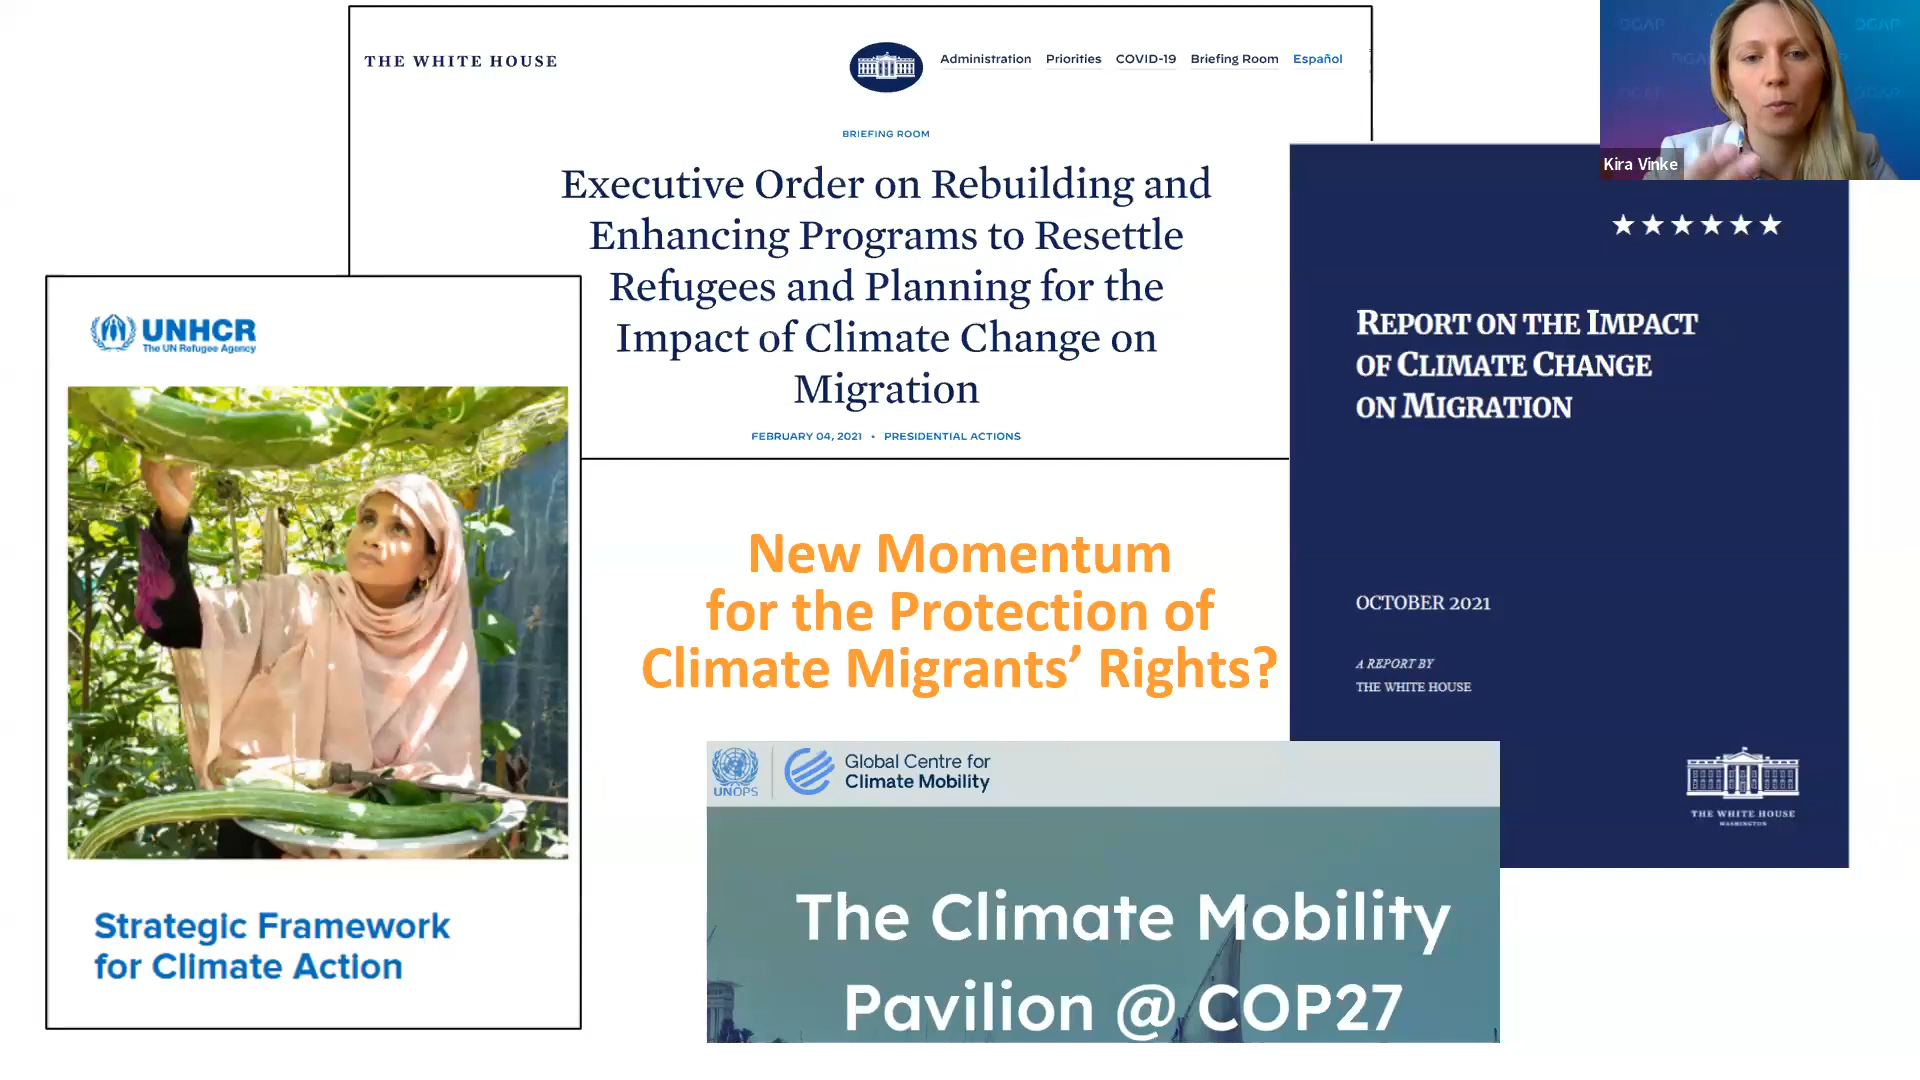 THE WHITE HOUSE
Administration Priorities COVID-19 Briefing Room Español
BRIEFING ROOM
Executive Order on Rebuilding and
Enhancing Programs to Resettle
Refugees and Planning for the
Impact of Climate Change on
Migration
FEBRUARY 04, 2021 • PRESIDENTIAL ACTIONS
DGAP
DGAP
DGAP
Kira Vinke
UNHCR
The UN Refugee Agency
Strategic Framework
for Climate Action
New Momentum
for the Protection of
Climate Migrants’ Rights?
REPORT ON THE IMPACT
OF CLIMATE CHANGE
ON MIGRATION
OCTOBER 2021
A REPORT BY
THE WHITE HOUSE
THE WHITE HOUSE
WASHINGTON
UNOPS
Global Centre for
Climate Mobility
The Climate Mobility
Pavilion @ COP27